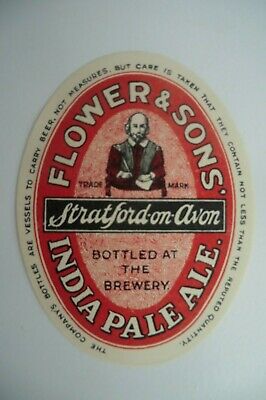 THE COMPANY'S BOTTLES ARE VESSELS TO CARRY BEER, NOT MEASURES, BUT CARE IS TAKEN THAT THEY CONTAIN NOT LESS THAN THE REPUTED QUANTITY.
FLOWER & SONS'
TRADE MARK
Stratford-on-Avon
BOTTLED AT
THE
BREWERY
INDIA PALE ALE.